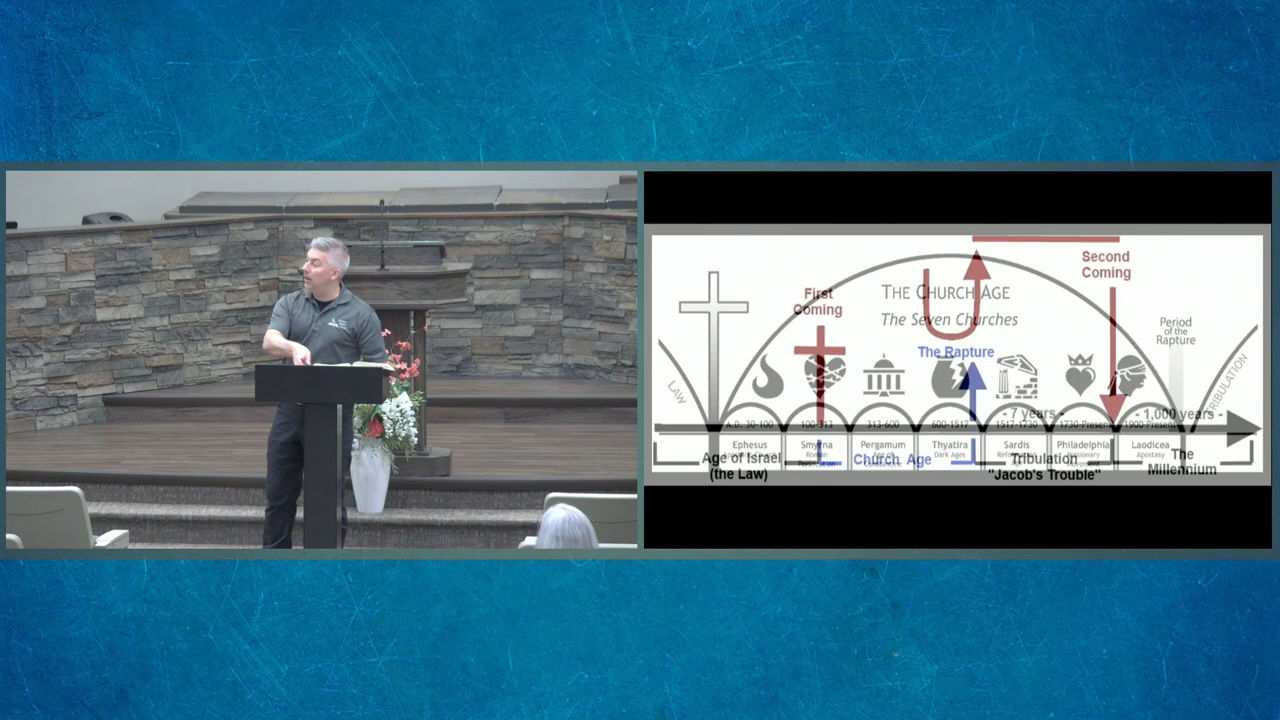 Second
Coming
First
Coming
THE CHURCH AGE
The Seven Churches
Period
of the
Rapture
The Rapture
LAW
TRIBULATION
- 7 years -
- 1,000 years -
A.D. 30-100
100-313
313-600
600-1517
1517-1730
1730-Present
1900-Present
Ephesus
Smyrna
Pergamum
Thyatira
Sardis
Philadelphia
Laodicea
Roman
Persecution
Dark Ages
Missionary
Apostasy
Age of Israel
(the Law)
Church Age
Tribulation
"Jacob's Trouble"
The
Millennium